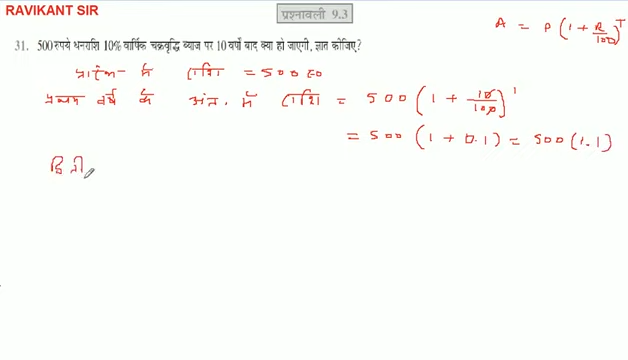 RAVIKANT SIR
प्रश्नावली 9.3
A = P(1 + R/100)^T
31. 500 रुपये धनराशि 10% वार्षिक चक्रवृद्धि ब्याज पर 10 वर्षों बाद क्या हो जाएगी, ज्ञात कीजिए?
प्रारंभ में राशि = 500 रु०
प्रथम वर्ष के अंत में राशि = 500 (1 + 10/100)^1
= 500 (1 + 0.1) = 500 (1.1)
द्विती